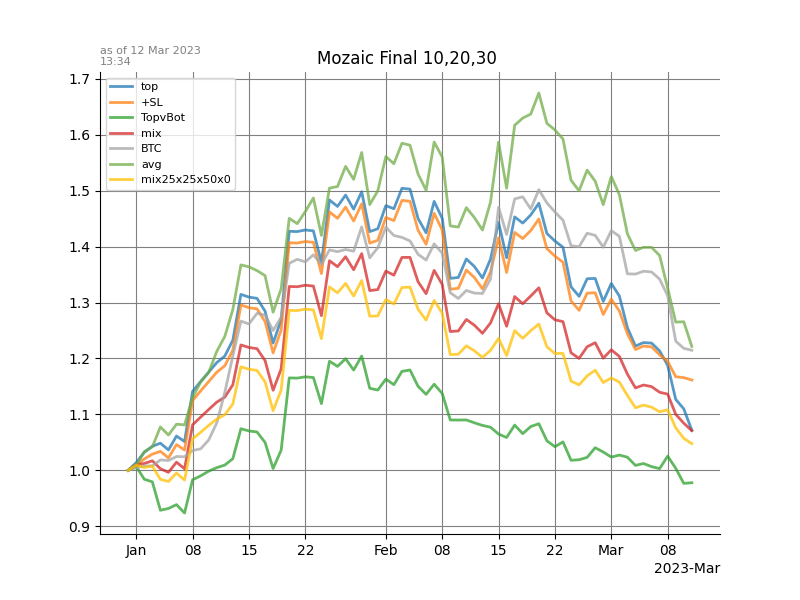 as of 12 Mar 2023
13:34
Mozaic Final 10,20,30
1.7
1.6
1.5
1.4
1.3
1.2
1.1
1.0
0.9
top
+SL
TopvBot
mix
BTC
avg
mix25x25x50x0
Jan 08 15 22 Feb 08 15 22 Mar 08
2023-Mar